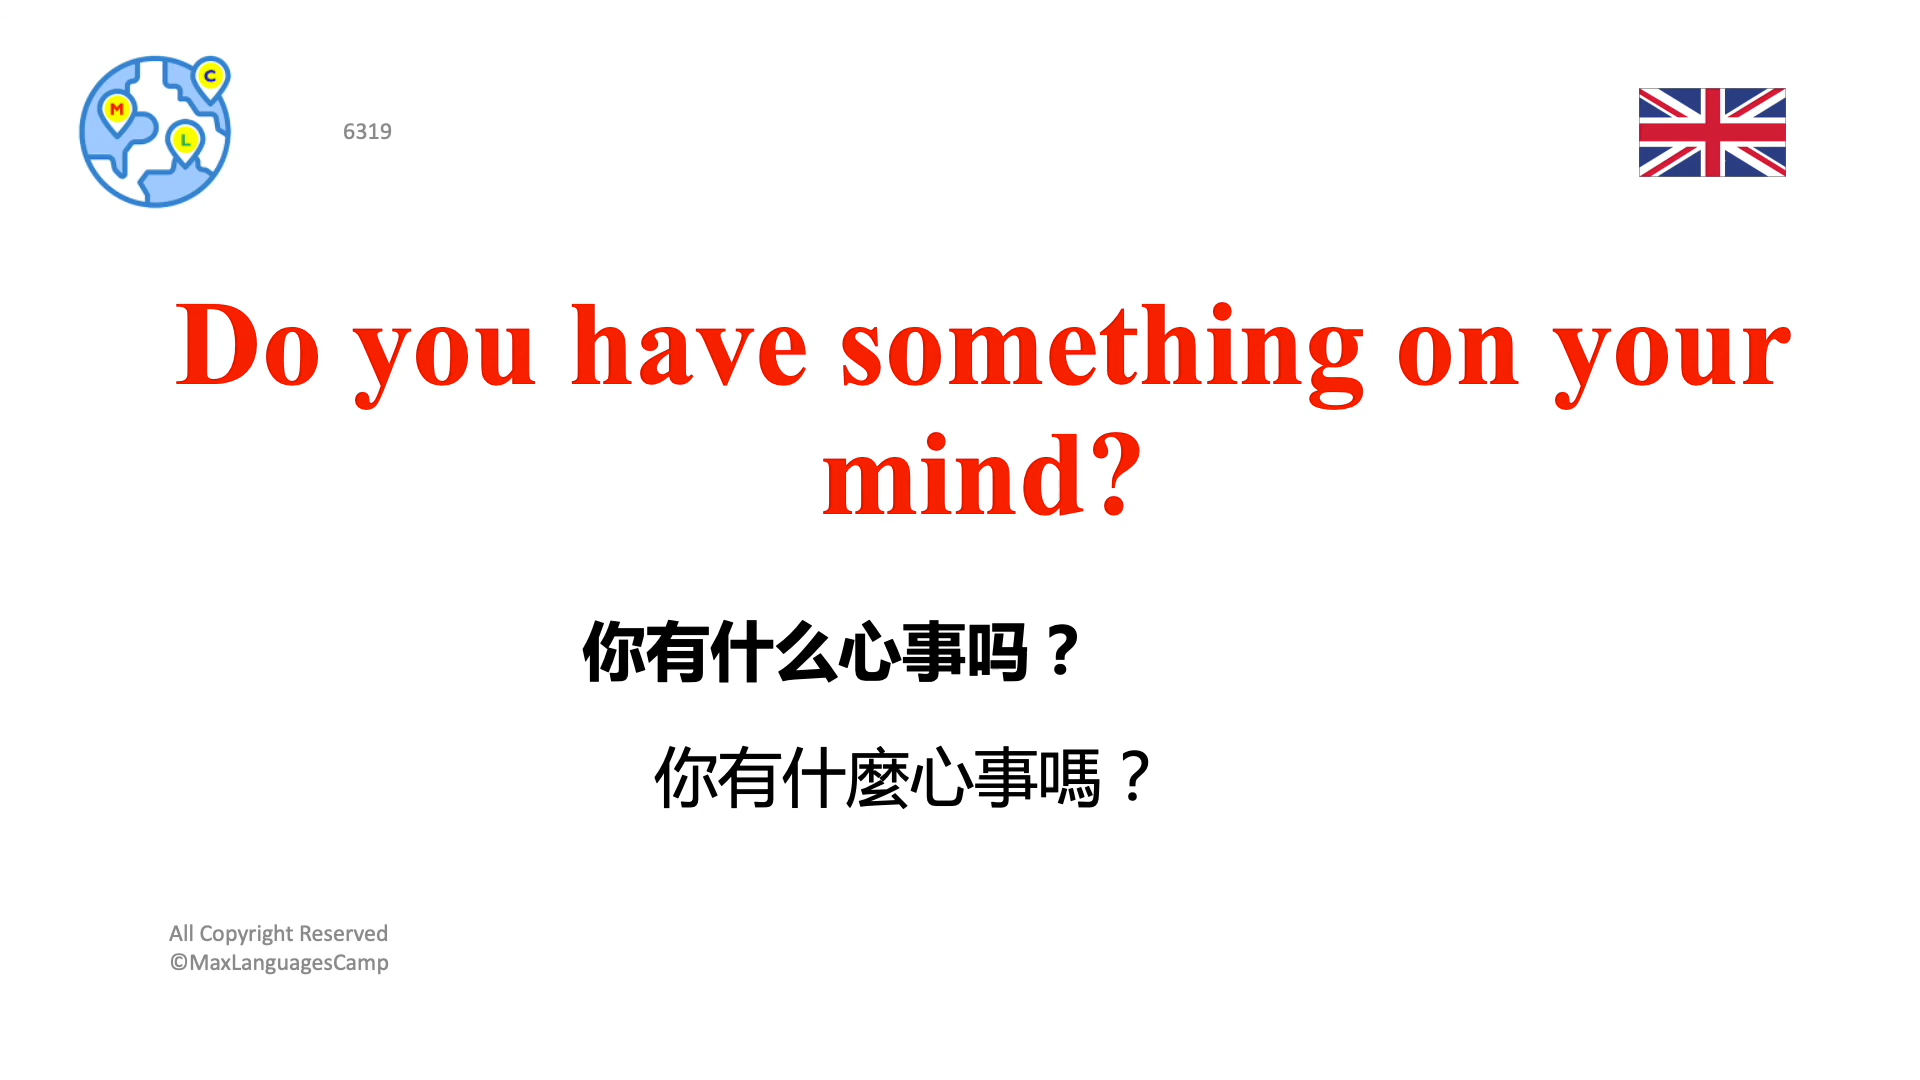 C
M
L
6319
Do you have something on your
mind?
你有什么心事吗？
你有什麼心事嗎？
All Copyright Reserved
©MaxLanguagesCamp